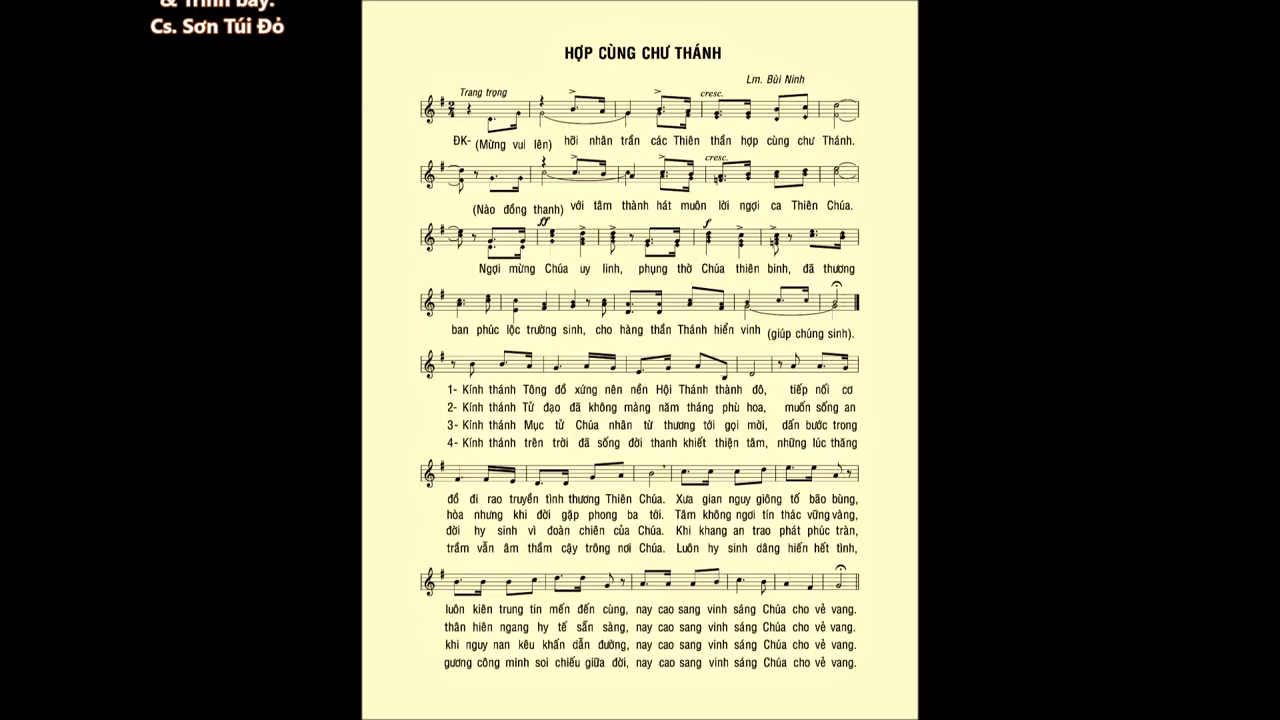 & Trình bày:
Cs. Sơn Túi Đỏ
HỢP CÙNG CHƯ THÁNH
Lm. Bùi Ninh
Trang trọng
cresc.
ĐK- (Mừng vui lên) hỡi nhân trần các Thiên thần hợp cùng chư Thánh.
cresc.
(Nào đồng thanh) với tâm thành hát muôn lời ngợi ca Thiên Chúa.
ff
f
Ngợi mừng Chúa uy linh, phụng thờ Chúa thiên binh, đã thương
ban phúc lộc trường sinh, cho hàng thần Thánh hiển vinh (giúp chúng sinh).
1- Kính thánh Tông đồ xứng nên nền Hội Thánh thành đô, tiếp nối cơ
2- Kính thánh Tử đạo đã không màng năm tháng phù hoa, muốn sống an
3- Kính thánh Mục tử Chúa nhân từ thương tới gọi mời, dấn bước trong
4- Kính thánh trên trời đã sống đời thanh khiết thiện tâm, những lúc thăng
đồ đi rao truyền tình thương Thiên Chúa. Xưa gian nguy giông tố bão bùng,
hòa nhưng khi đời gặp phong ba tới. Tâm không ngơi tín thác vững vàng,
đời hy sinh vì đoàn chiên của Chúa. Khi khang an trao phát phúc tràn,
trầm vẫn âm thầm cậy trông nơi Chúa. Luôn hy sinh dâng hiến hết tình,
luôn kiên trung tin mến đến cùng, nay cao sang vinh sáng Chúa cho vẻ vang.
thân hiên ngang hy tế sẵn sàng, nay cao sang vinh sáng Chúa cho vẻ vang.
khi nguy nan kêu khấn dẫn đường, nay cao sang vinh sáng Chúa cho vẻ vang.
gương công minh soi chiếu giữa đời, nay cao sang vinh sáng Chúa cho vẻ vang.